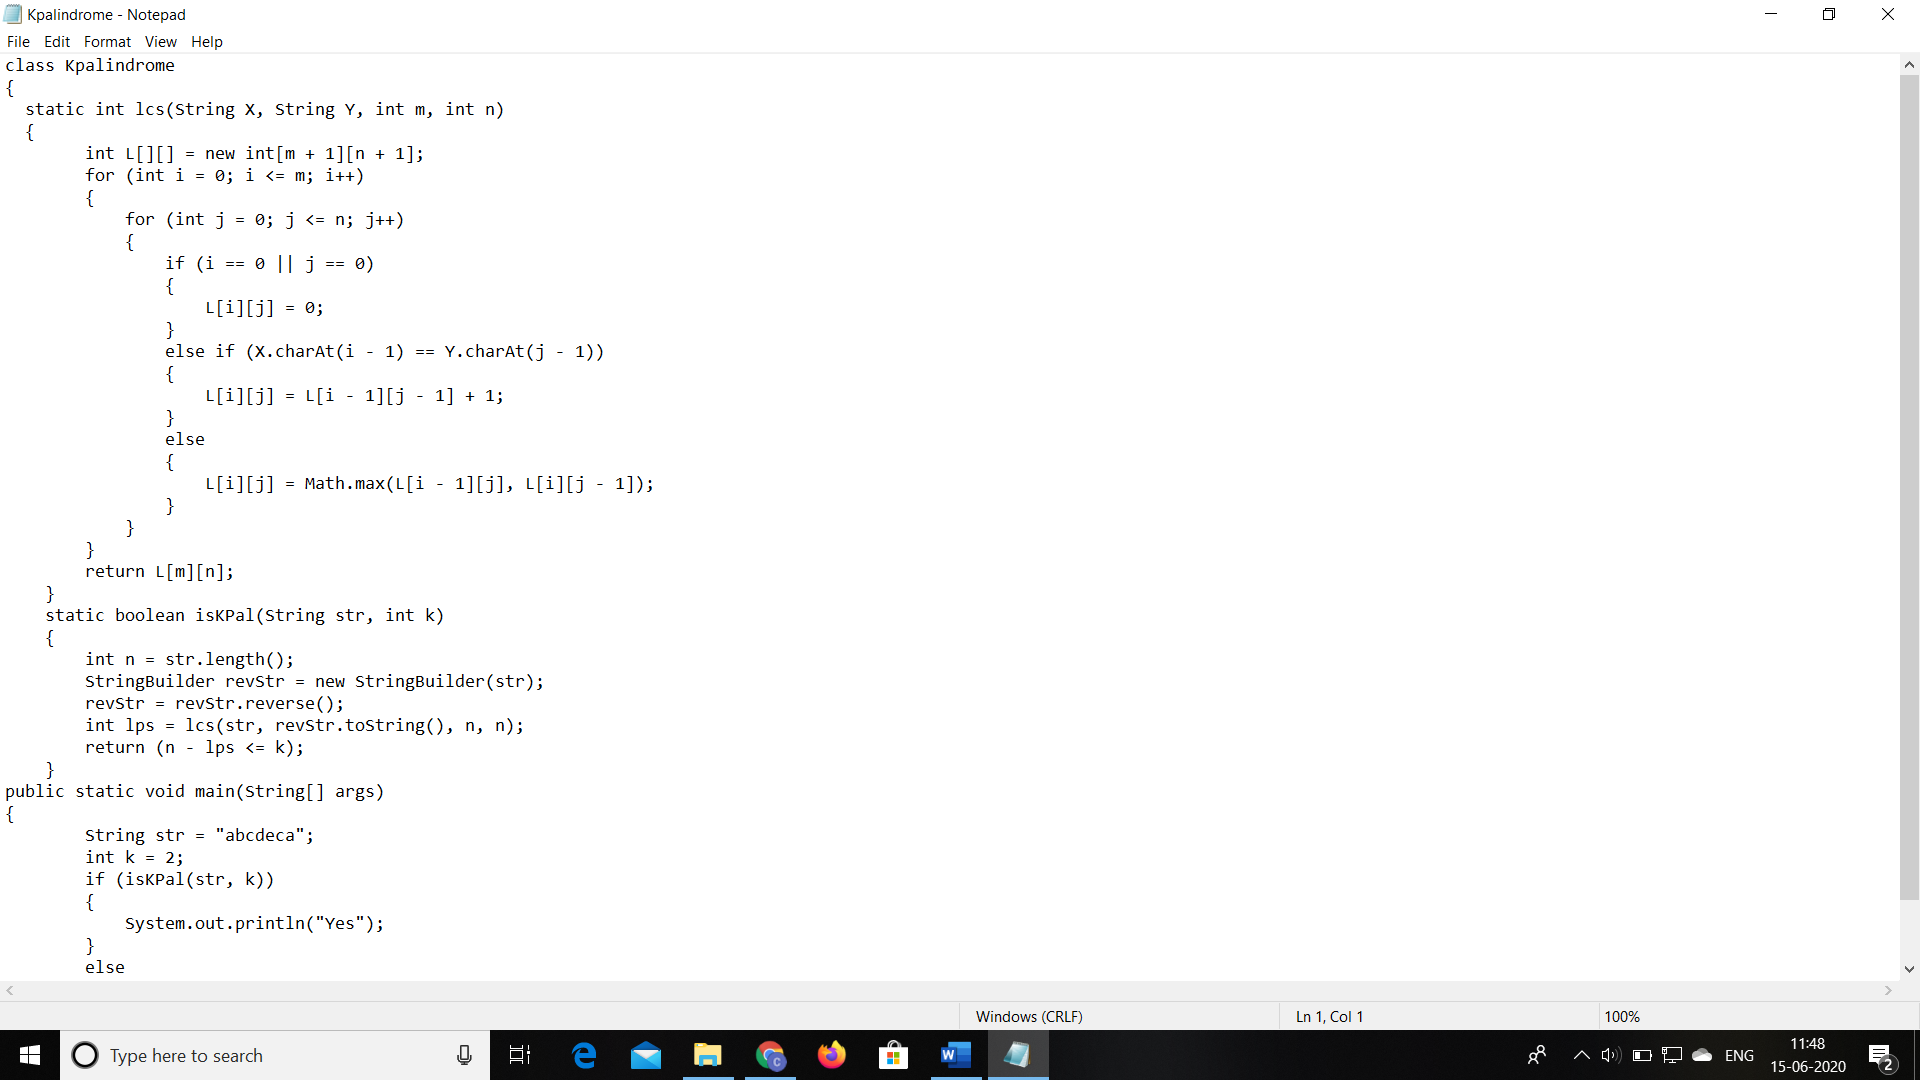 Kpalindrome - Notepad
File Edit Format View Help
class Kpalindrome
{
  static int lcs(String X, String Y, int m, int n)
  {
        int L[][] = new int[m + 1][n + 1];
        for (int i = 0; i <= m; i++)
        {
            for (int j = 0; j <= n; j++)
            {
                if (i == 0 || j == 0)
                {
                    L[i][j] = 0;
                }
                else if (X.charAt(i - 1) == Y.charAt(j - 1))
                {
                    L[i][j] = L[i - 1][j - 1] + 1;
                }
                else
                {
                    L[i][j] = Math.max(L[i - 1][j], L[i][j - 1]);
                }
            }
        }
        return L[m][n];
    }
    static boolean isKPal(String str, int k)
    {
        int n = str.length();
        StringBuilder revStr = new StringBuilder(str);
        revStr = revStr.reverse();
        int lps = lcs(str, revStr.toString(), n, n);
        return (n - lps <= k);
    }
public static void main(String[] args)
{
        String str = "abcdeca";
        int k = 2;
        if (isKPal(str, k))
        {
            System.out.println("Yes");
        }
        else
Windows (CRLF) Ln 1, Col 1 100%
Type here to search
ENG
11:48
15-06-2020
2